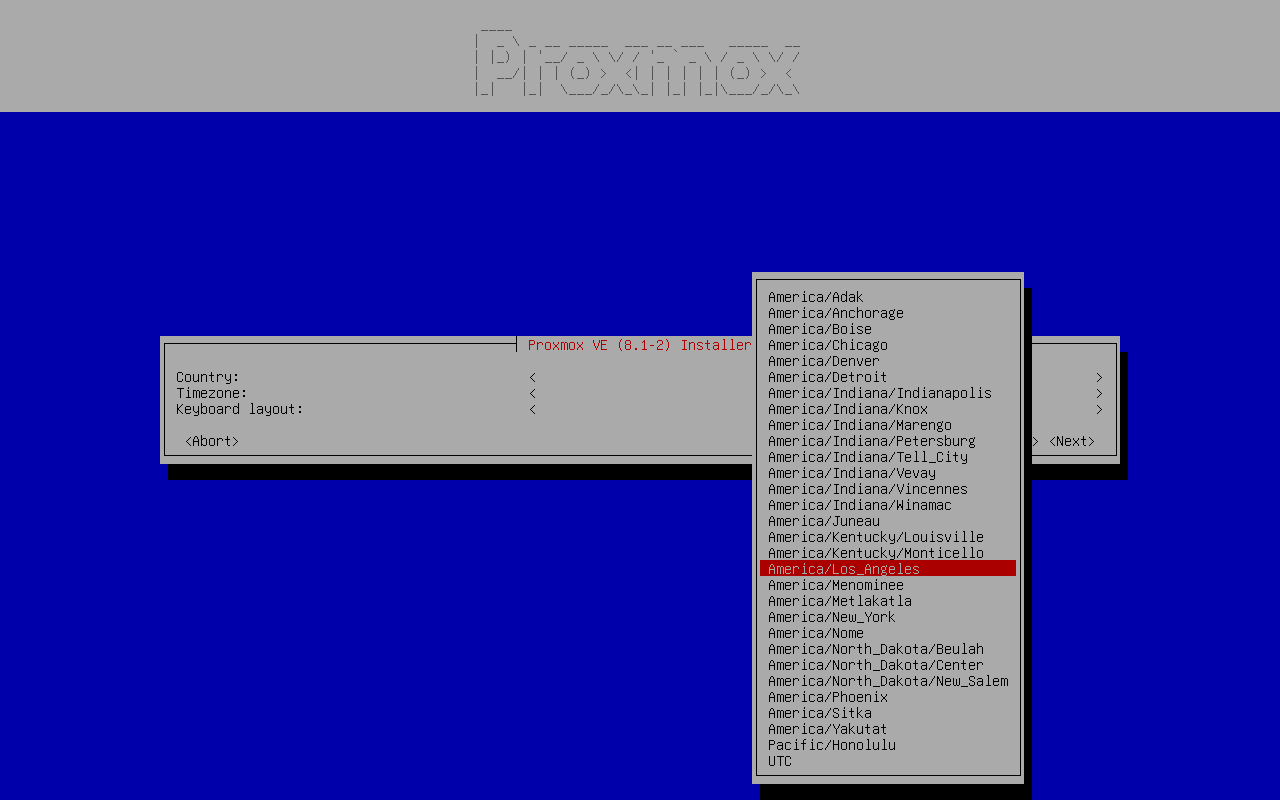 Proxmox
Proxmox VE (8.1-2) Installer
Country: < >
Timezone: < >
Keyboard layout: < >
<Abort> > <Next>
America/Adak
America/Anchorage
America/Boise
America/Chicago
America/Denver
America/Detroit
America/Indiana/Indianapolis
America/Indiana/Knox
America/Indiana/Marengo
America/Indiana/Petersburg
America/Indiana/Tell_City
America/Indiana/Vevay
America/Indiana/Vincennes
America/Indiana/Winamac
America/Juneau
America/Kentucky/Louisville
America/Kentucky/Monticello
America/Los_Angeles
America/Menominee
America/Metlakatla
America/New_York
America/Nome
America/North_Dakota/Beulah
America/North_Dakota/Center
America/North_Dakota/New_Salem
America/Phoenix
America/Sitka
America/Yakutat
Pacific/Honolulu
UTC